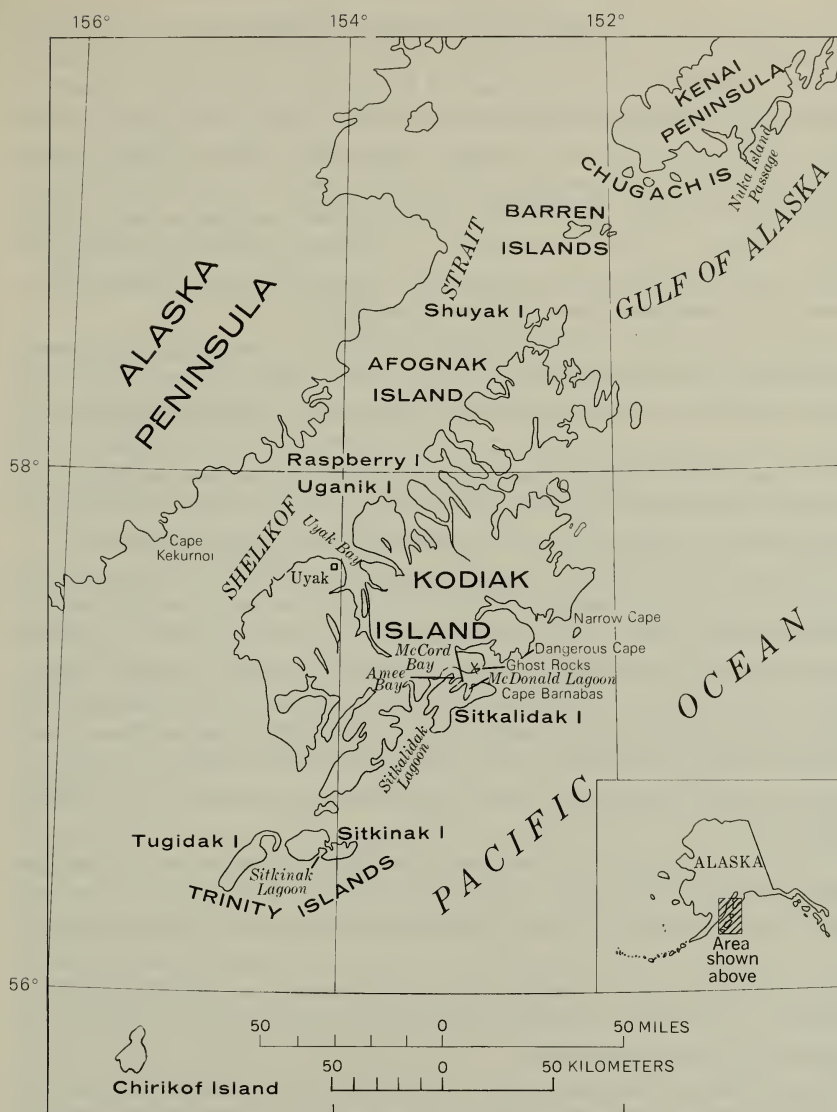 156°
154°
152°
KENAI
PENINSULA
CHUGACH IS
Nuka Island
Passage
BARREN
ISLANDS
STRAIT
GULF OF ALASKA
Shuyak I
ALASKA
PENINSULA
AFOGNAK
ISLAND
58°
Raspberry I
Uganik I
SHELIKOF
Uyak Bay
Cape
Kekurnoi
Uyak
KODIAK
ISLAND
Narrow Cape
McCord
Bay
Dangerous Cape
Ghost Rocks
Amee
Bay
McDonald Lagoon
Cape Barnabas
Sitkalidak I
Sitkalidak
Lagoon
PACIFIC
OCEAN
Tugidak I
Sitkinak I
Sitkinak
Lagoon
TRINITY ISLANDS
ALASKA
Area
shown
above
56°
50 0 50 MILES
50 0 50 KILOMETERS
Chirikof Island